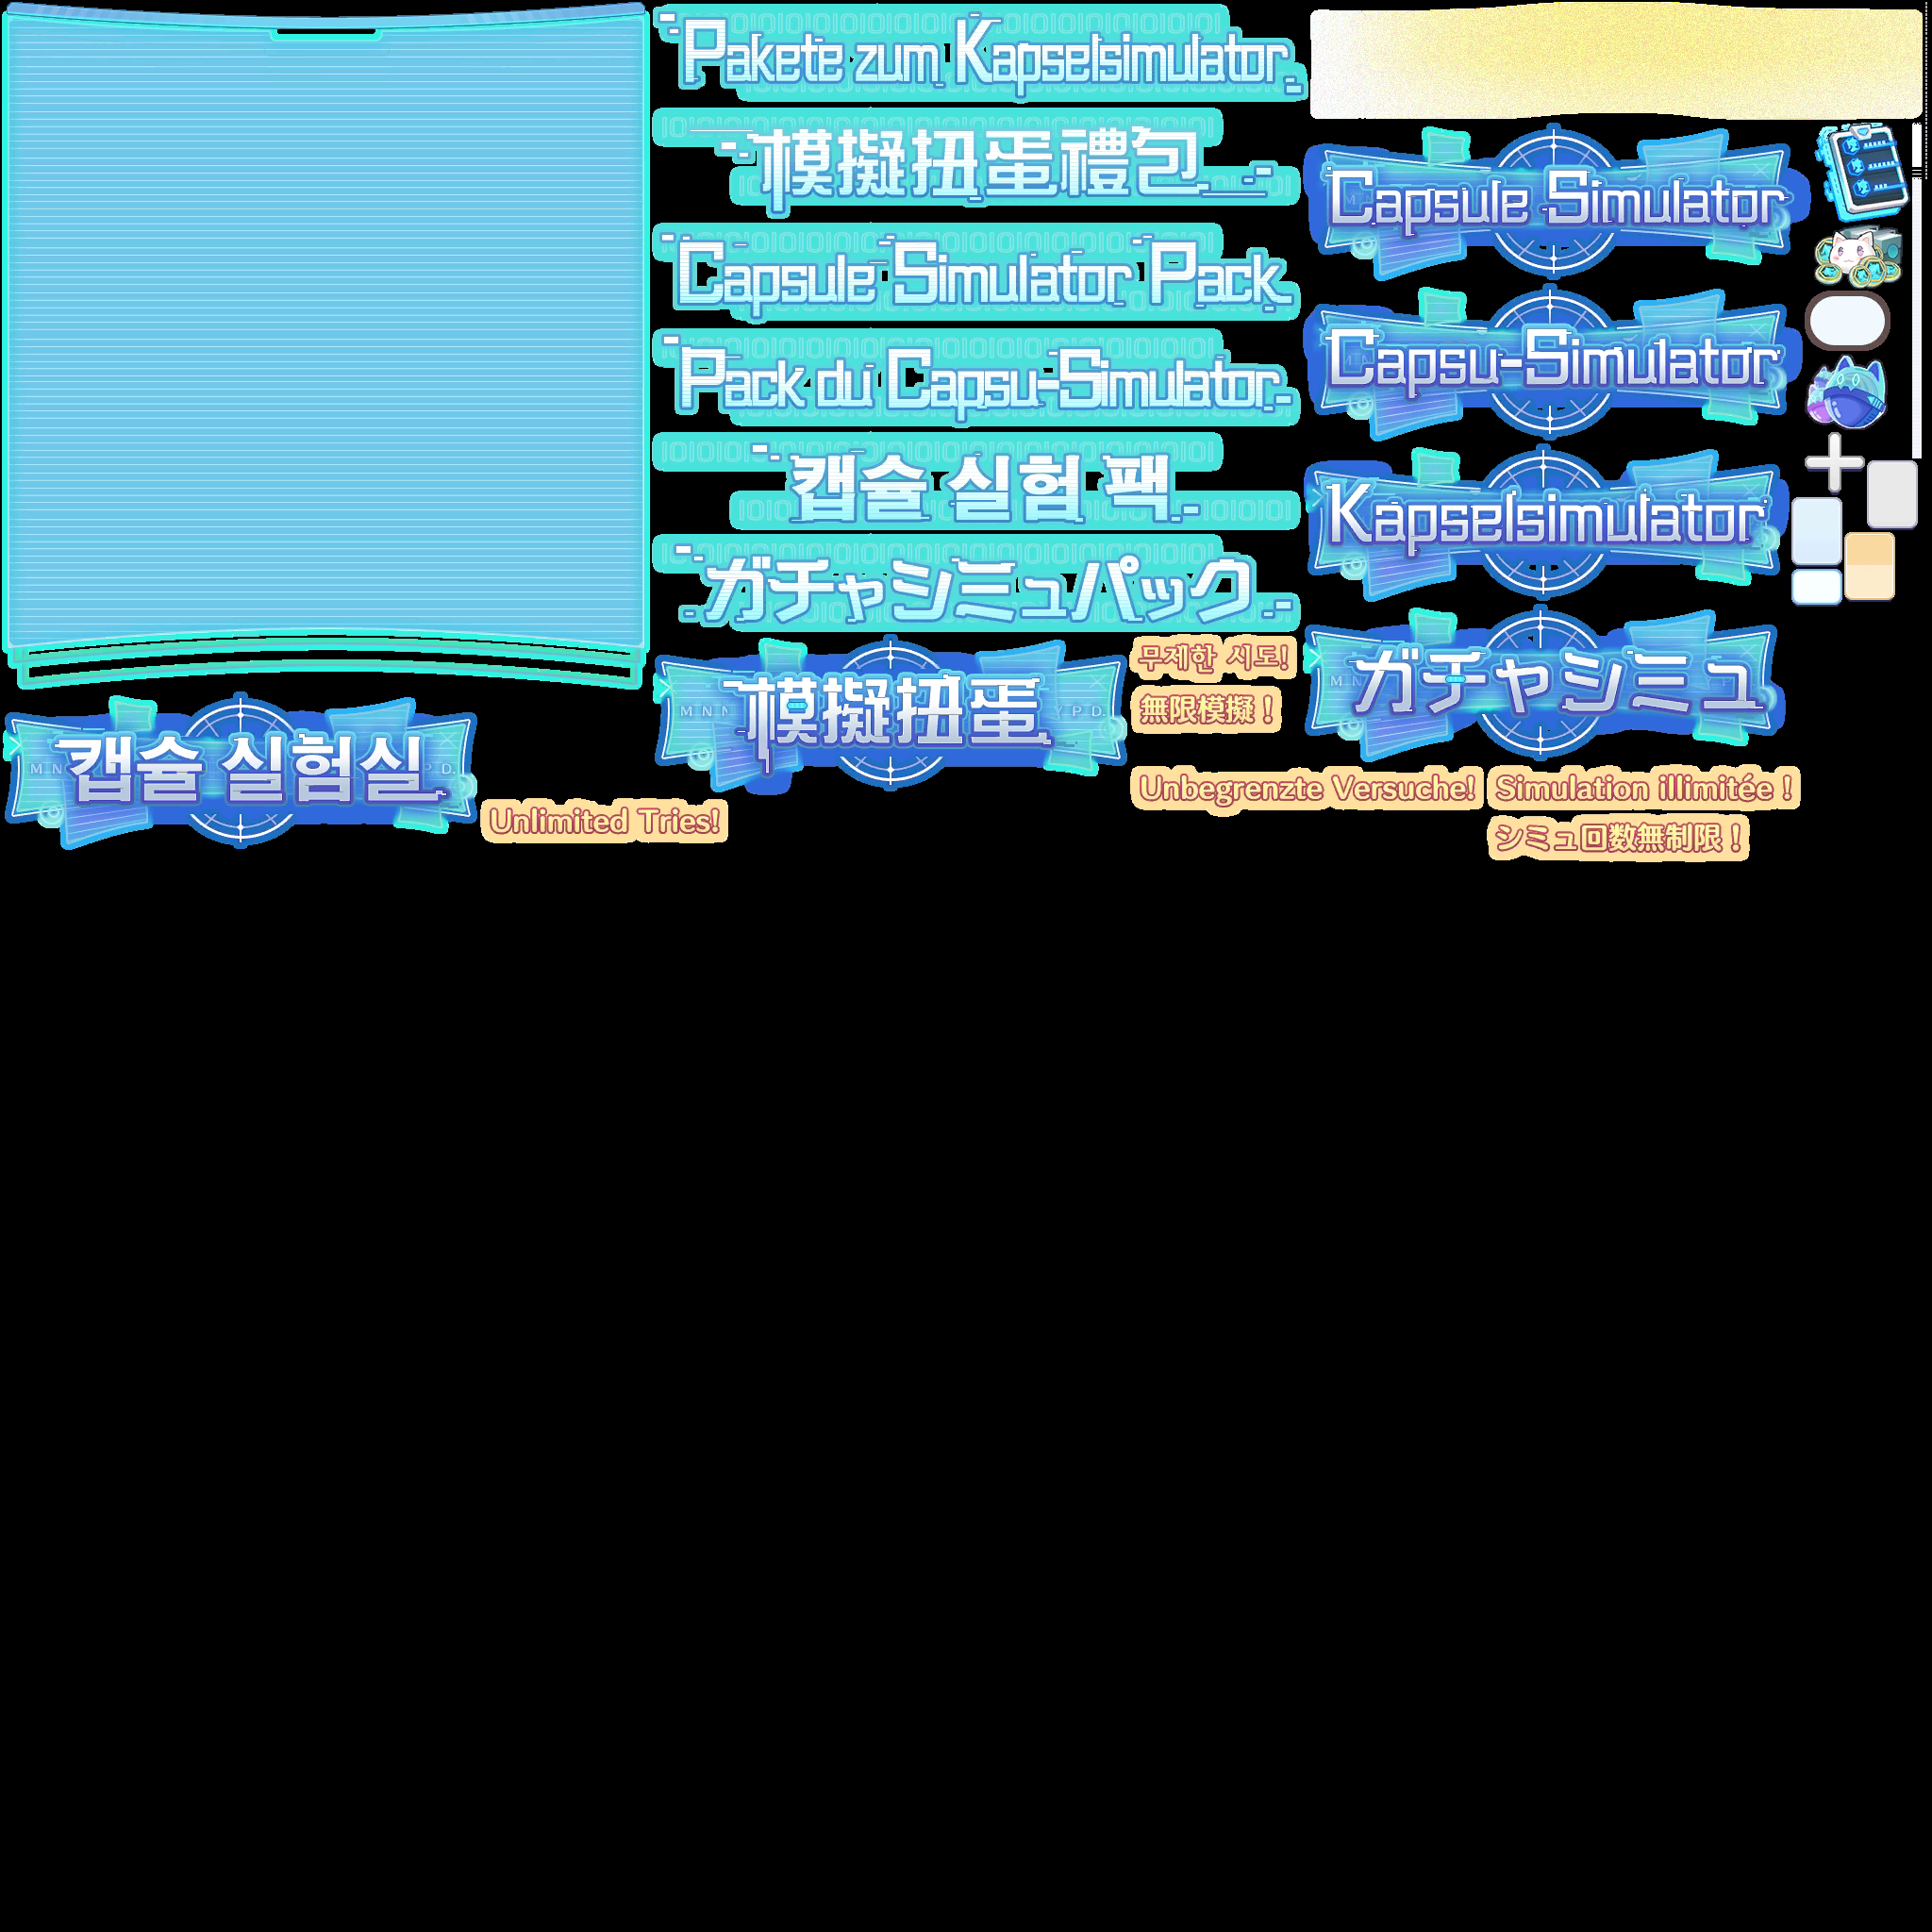 Pakete zum Kapselsimulator
模擬扭蛋禮包
Capsule Simulator Pack
Pack du Capsu-Simulator
캡슐 실험 팩
ガチャシミュパック
Capsule Simulator
Capsu-Simulator
Kapselsimulator
ガチャシミュ
模擬扭蛋
캡슐 실험실
무제한 시도!
無限模擬！
Unbegrenzte Versuche!
Simulation illimitée !
Unlimited Tries!
シミュ回数無制限！